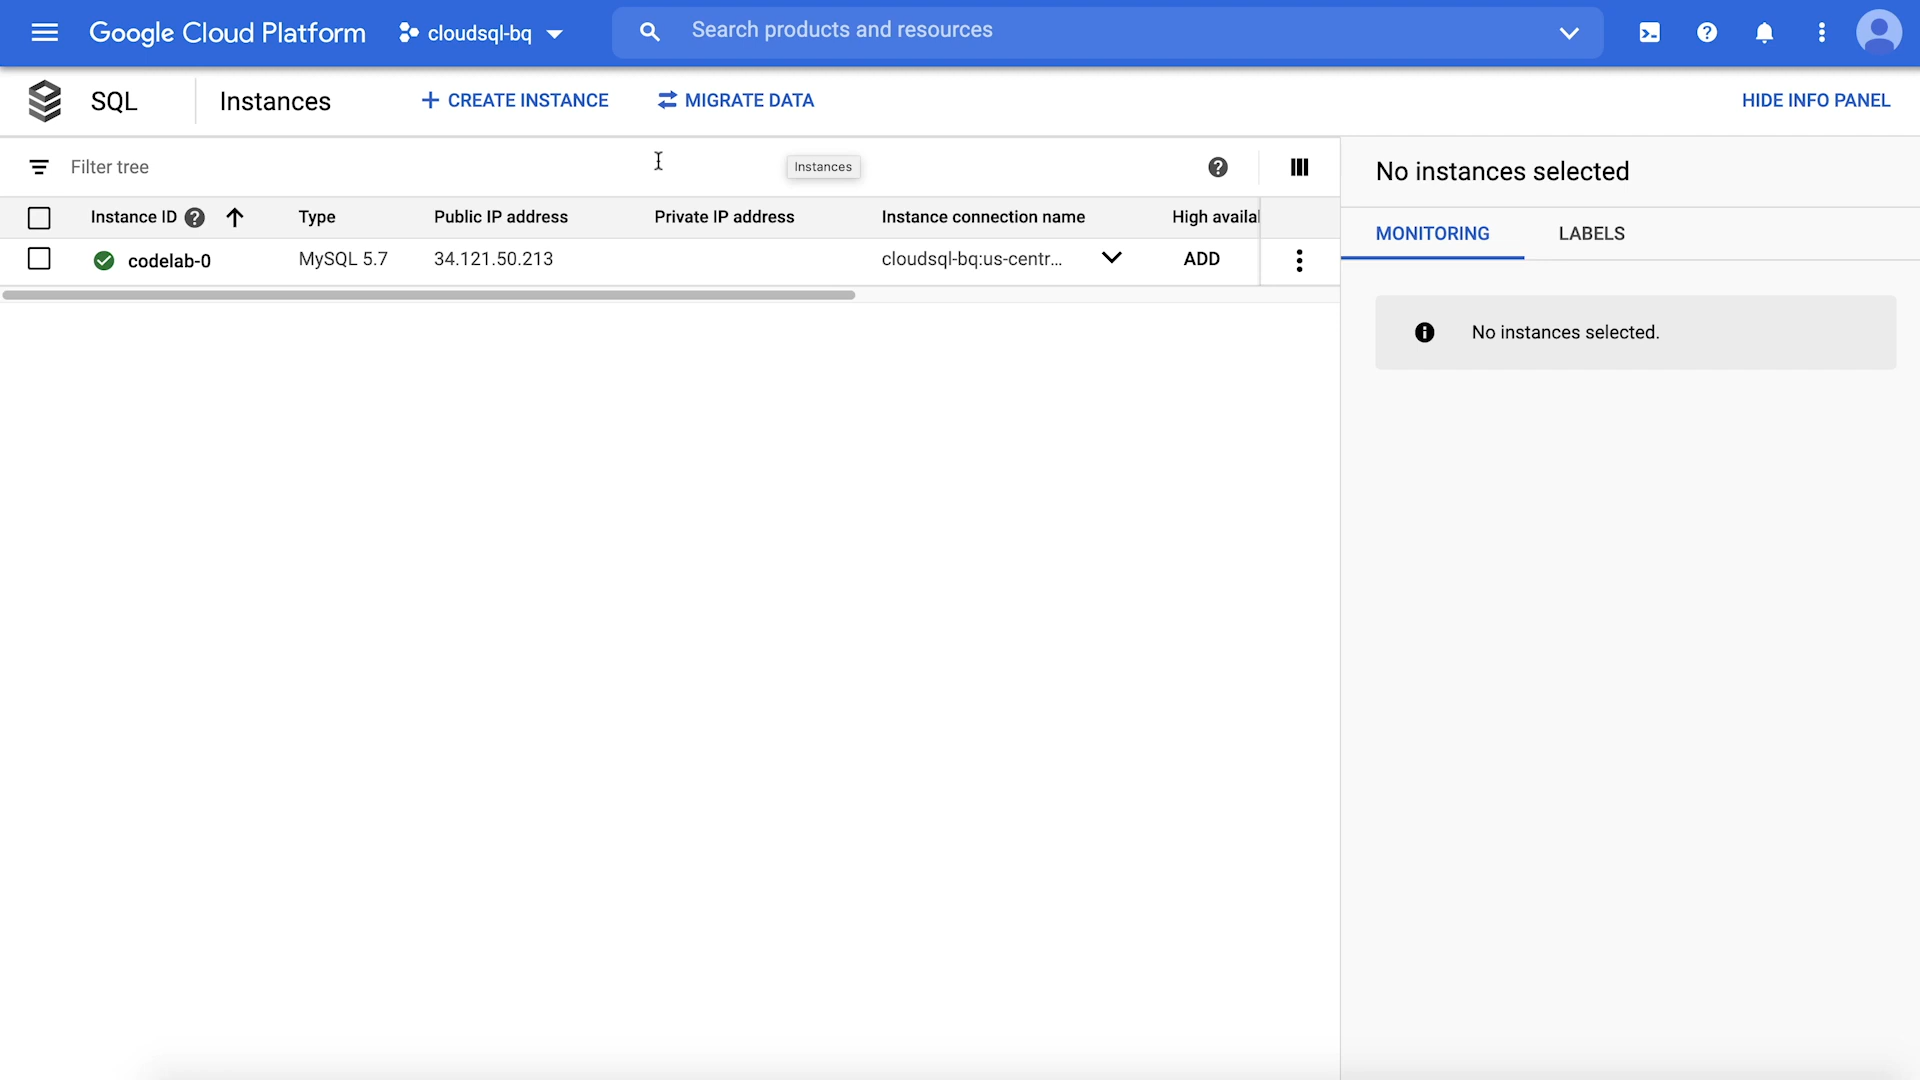 Google Cloud Platform
cloudsql-bq
Search products and resources
SQL
Instances
CREATE INSTANCE
MIGRATE DATA
HIDE INFO PANEL
Filter tree
Instances
Instance ID
Type
Public IP address
Private IP address
Instance connection name
High availal
codelab-0
MySQL 5.7
34.121.50.213
cloudsql-bq:us-centr...
ADD
No instances selected
MONITORING
LABELS
No instances selected.